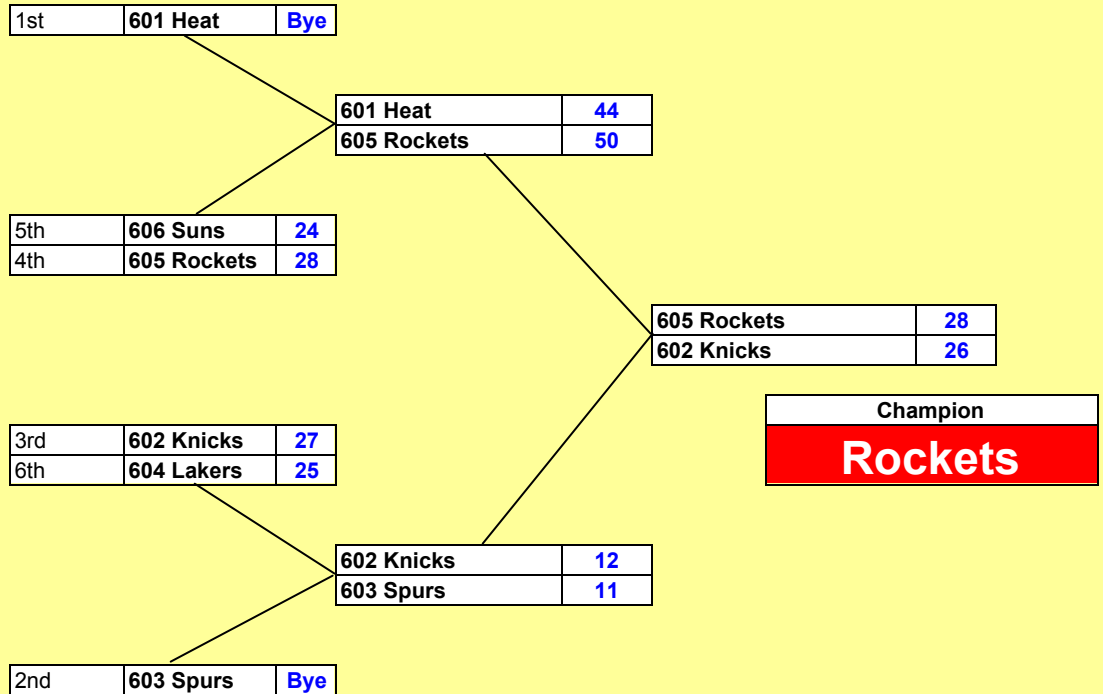 1st 601 Heat Bye
601 Heat 44
605 Rockets 50
5th 606 Suns 24
4th 605 Rockets 28
605 Rockets 28
602 Knicks 26
Champion
Rockets
3rd 602 Knicks 27
6th 604 Lakers 25
602 Knicks 12
603 Spurs 11
2nd 603 Spurs Bye